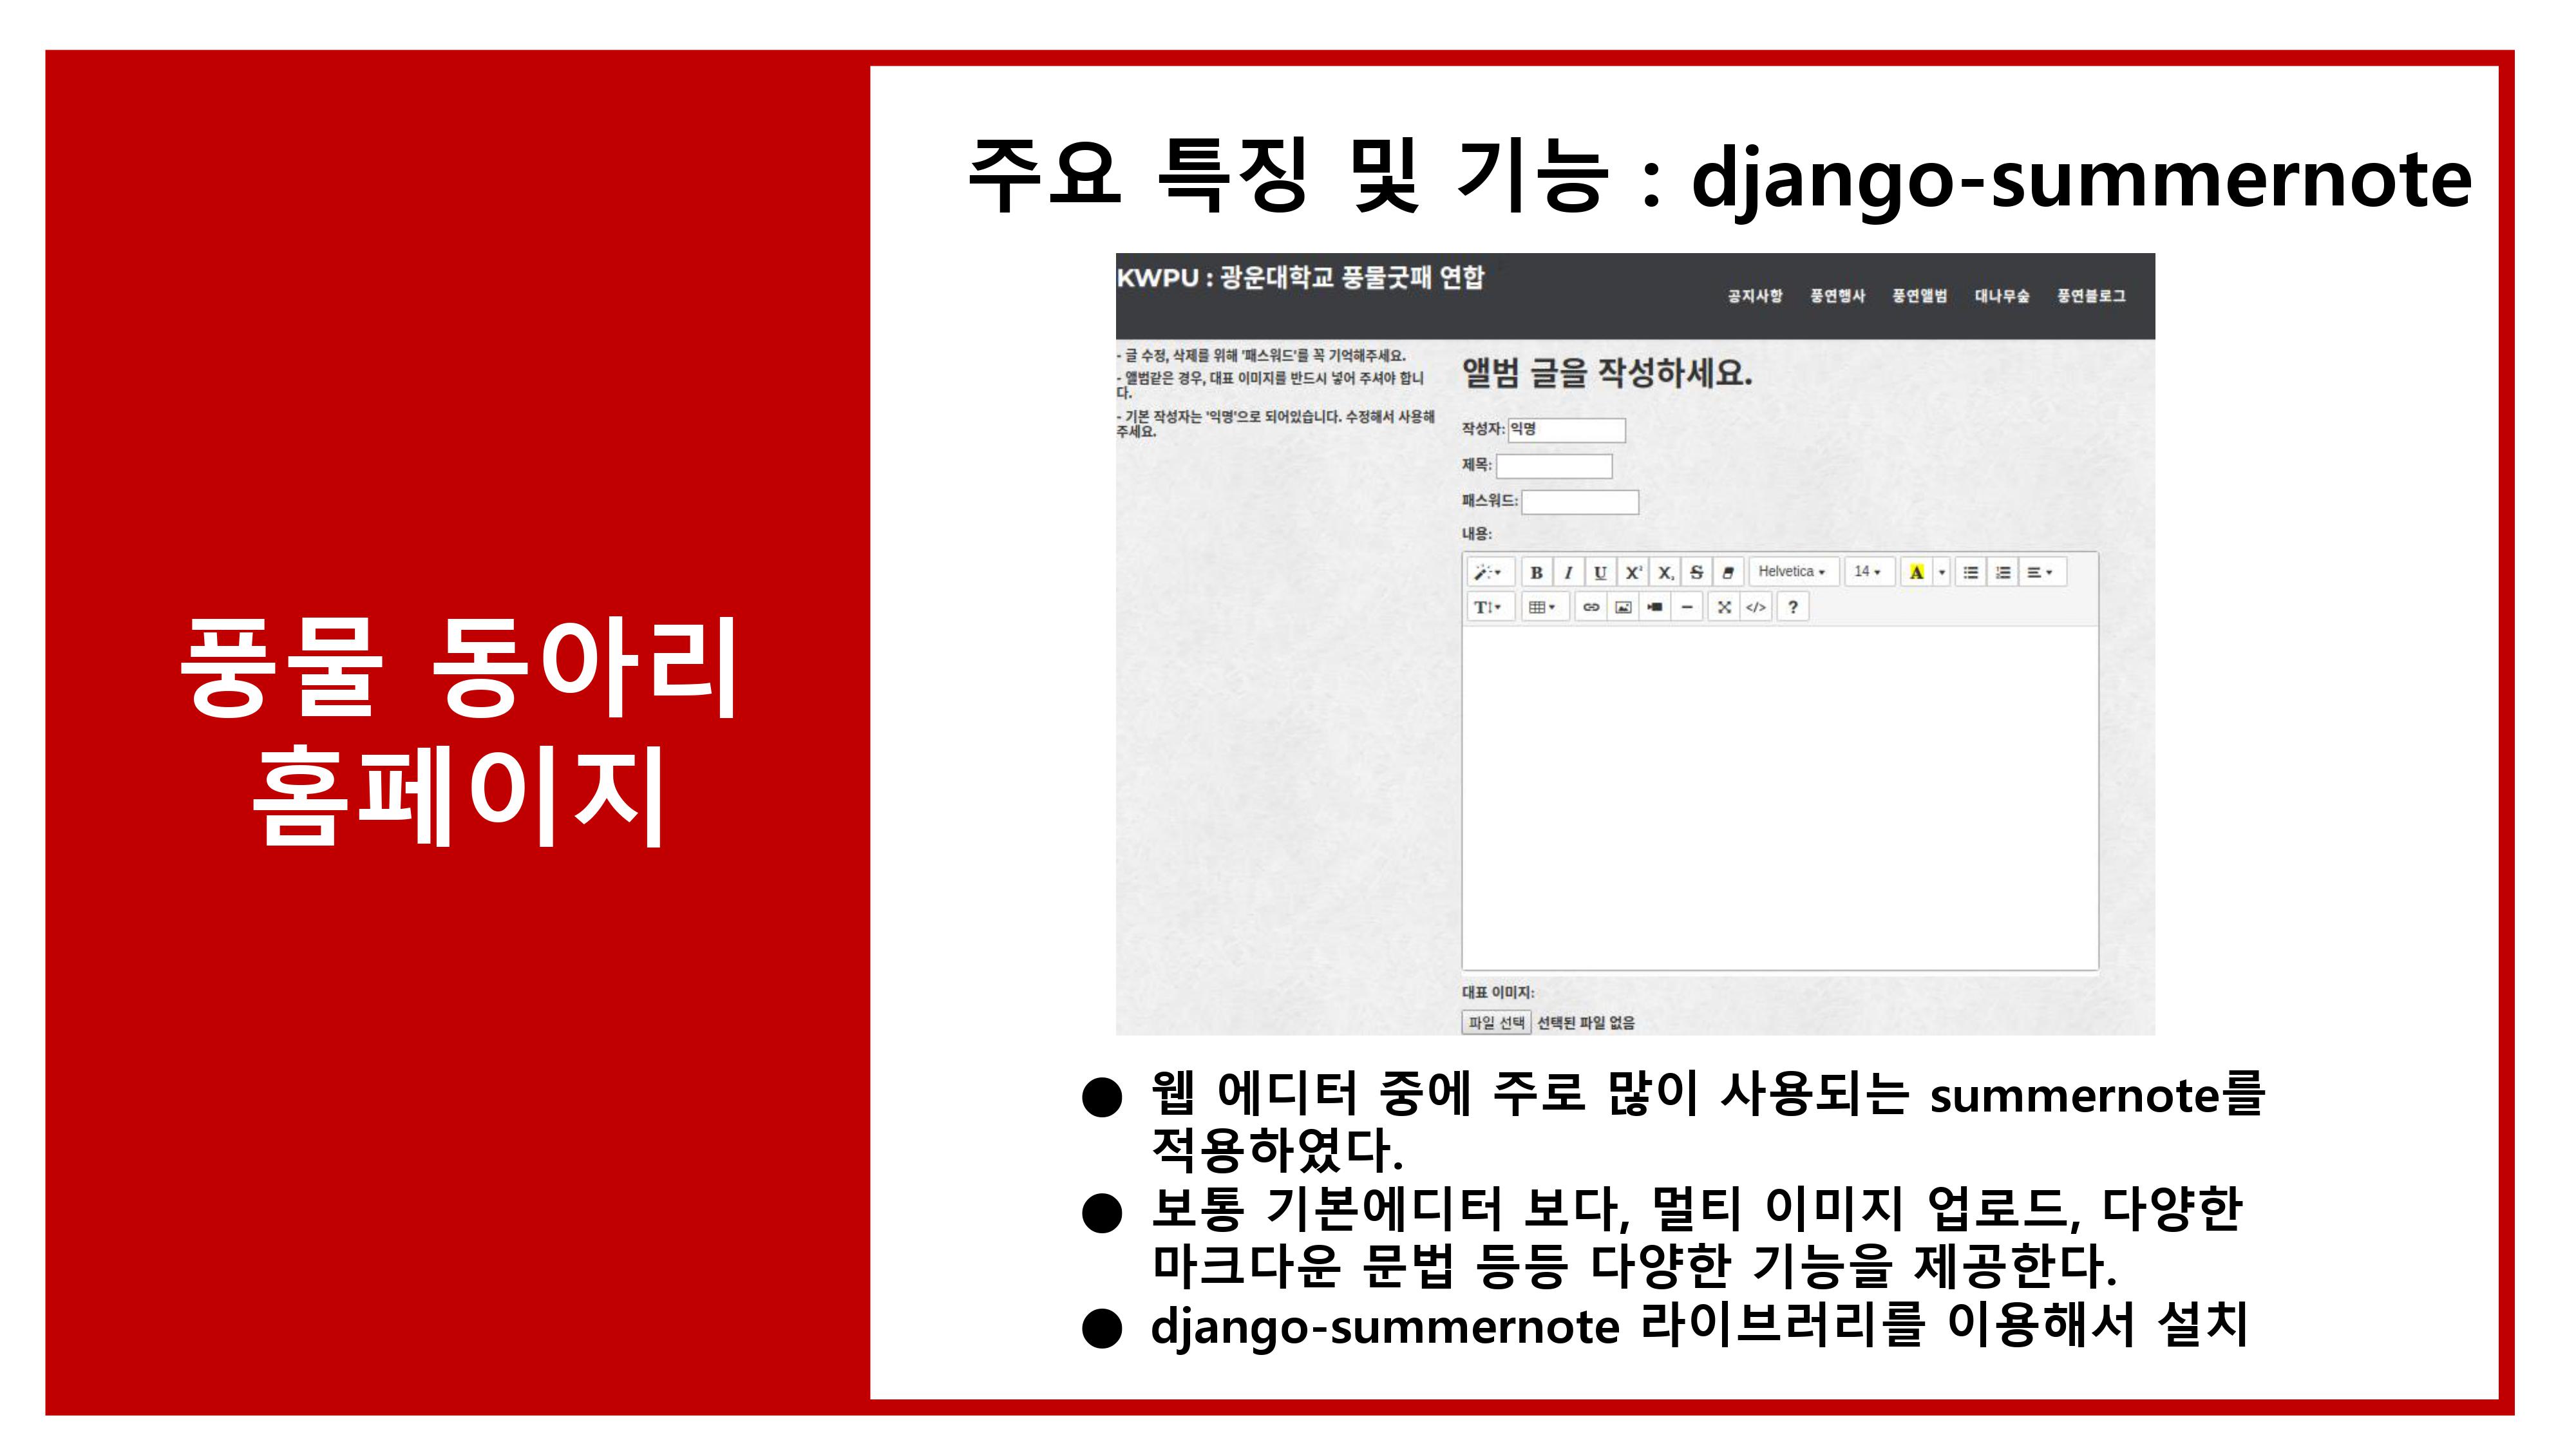 풍물 동아리
홈페이지
주요 특징 및 기능 : django-summernote
KWPU : 광운대학교 풍물굿패 연합
공지사항 풍연행사 풍연앨범 대나무숲 풍연블로그
- 글 수정, 삭제를 위해 '패스워드'를 꼭 기억해주세요.
- 앨범같은 경우, 대표 이미지를 반드시 넣어 주셔야 합니
다.
- 기본 작성자는 '익명'으로 되어있습니다. 수정해서 사용해
주세요.
앨범 글을 작성하세요.
작성자: 익명
제목:
패스워드:
내용:
B I U X² X₂ S Helvetica 14 A
T </> ?
대표 이미지:
파일 선택 선택된 파일 없음
● 웹 에디터 중에 주로 많이 사용되는 summernote를
적용하였다.
● 보통 기본에디터 보다, 멀티 이미지 업로드, 다양한
마크다운 문법 등등 다양한 기능을 제공한다.
● django-summernote 라이브러리를 이용해서 설치